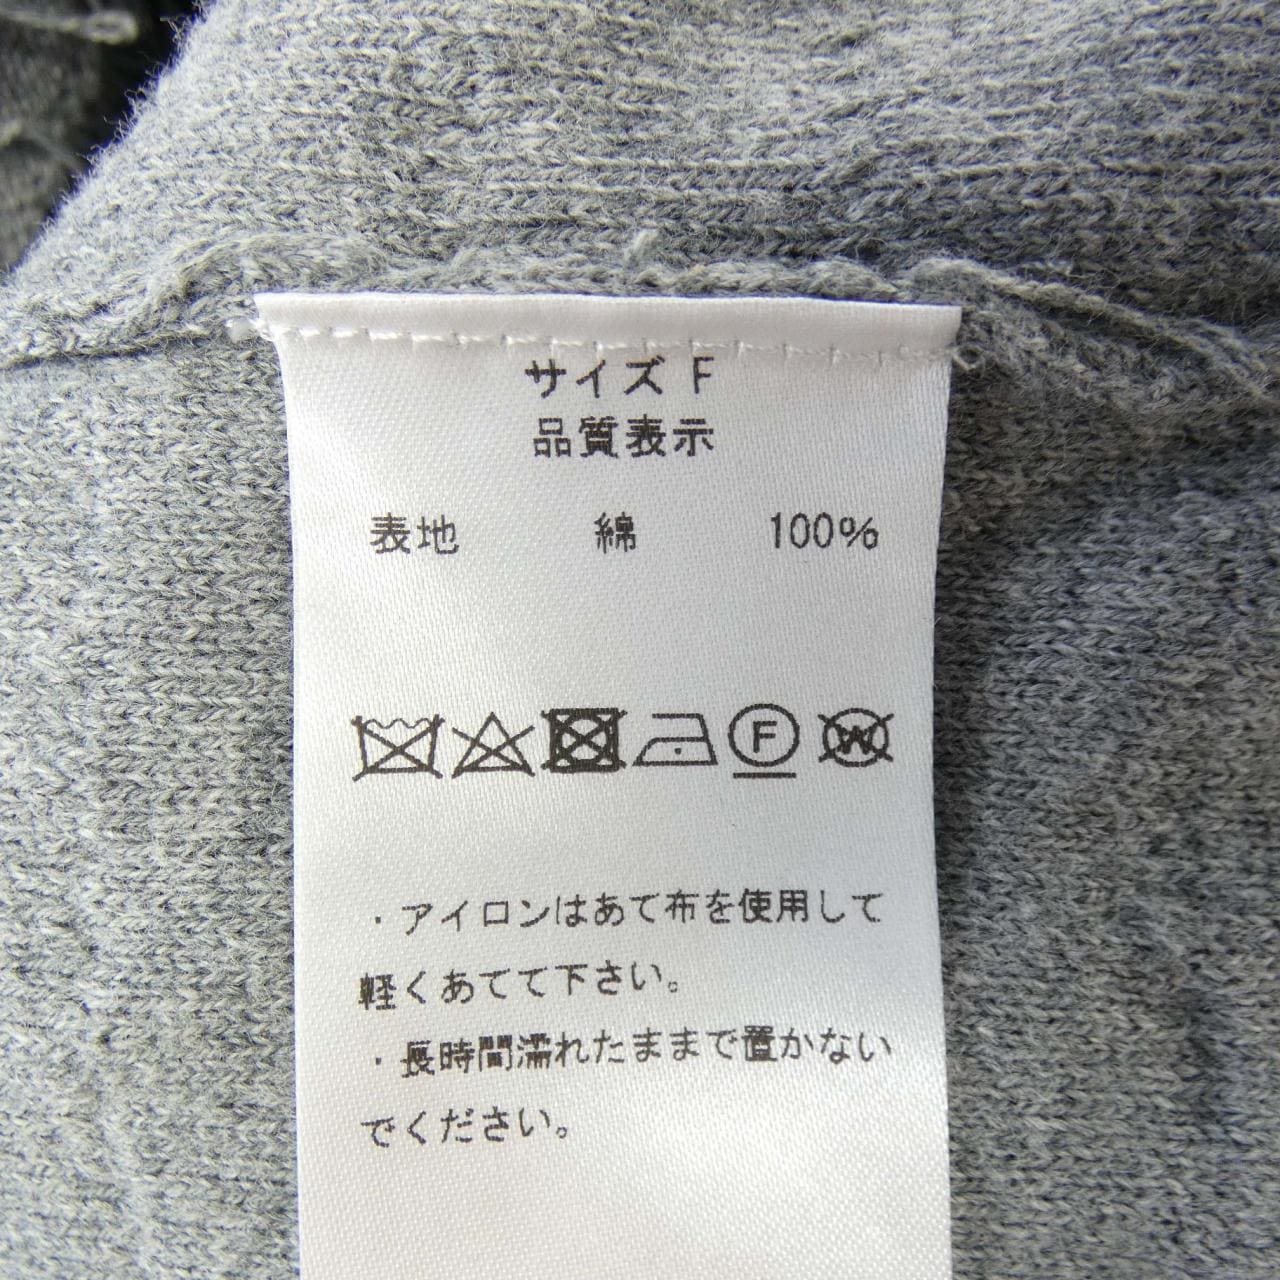 サイズ F
品質表示
表地 綿 100%
F W
・アイロンはあて布を使用して
軽くあてて下さい。
・長時間濡れたままで置かない
でください。